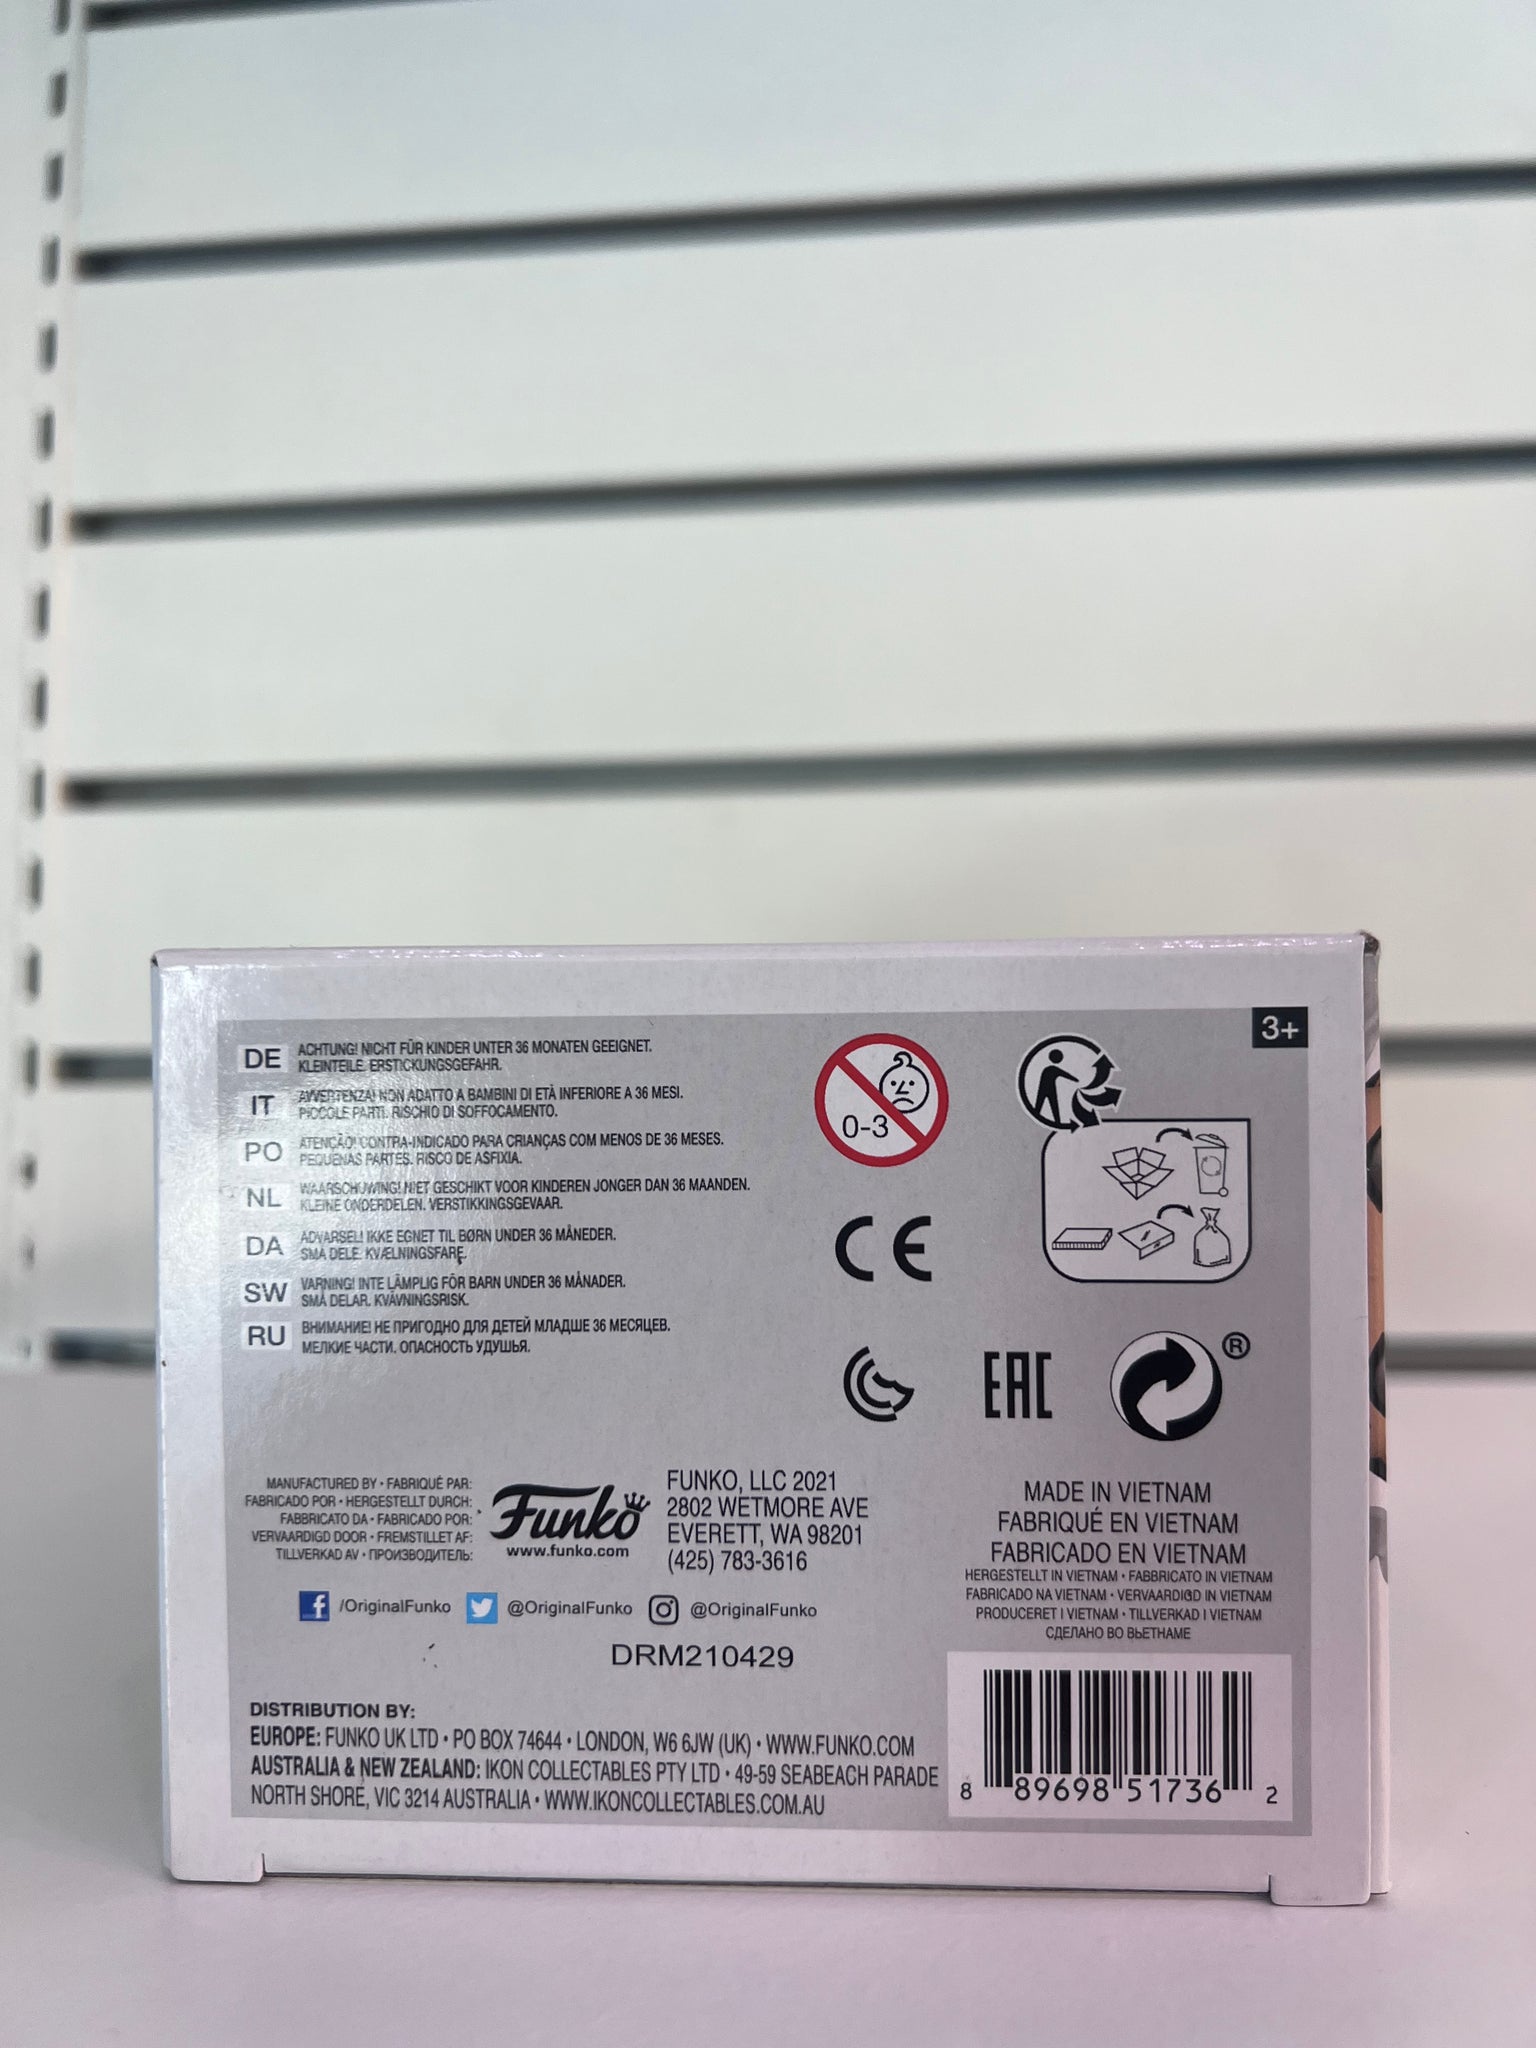 3+
DE ACHTUNG! NICHT FÜR KINDER UNTER 36 MONATEN GEEIGNET.
KLEINTEILE. ERSTICKUNGSGEFAHR.
IT AVVERTENZA! NON ADATTO A BAMBINI DI ETÀ INFERIORE A 36 MESI.
PICCOLE PARTI. RISCHIO DI SOFFOCAMENTO.
PO ATENCÃO! CONTRA-INDICADO PARA CRIANÇAS COM MENOS DE 36 MESES.
PEQUENAS PARTES. RISCO DE ASFIXIA.
NL WAARSCHUWING! NIET GESCHIKT VOOR KINDEREN JONGER DAN 36 MAANDEN.
KLEINE ONDERDELEN. VERSTIKKINGSGEVAAR.
DA ADVARSEL! IKKE EGNET TIL BØRN UNDER 36 MÅNEDER.
SMÅ DELE. KVÆLNINGSFARE.
SW VARNING! INTE LÄMPLIG FÖR BARN UNDER 36 MÅNADER.
SMÅ DELAR. KVÄVNINGSRISK.
RU ВНИМАНИЕ! НЕ ПРИГОДНО ДЛЯ ДЕТЕЙ МЛАДШЕ 36 МЕСЯЦЕВ.
МЕЛКИЕ ЧАСТИ. ОПАСНОСТЬ УДУШЬЯ.
0-3
CE
EAC
®
MANUFACTURED BY • FABRIQUÉ PAR:
FABRICADO POR • HERGESTELLT DURCH:
FABBRICATO DA • FABRICADO POR:
VERVAARDIGD DOOR • FREMSTILLET AF:
TILLVERKAD AV • ПРОИЗВОДИТЕЛЬ:
Funko
www.funko.com
FUNKO, LLC 2021
2802 WETMORE AVE
EVERETT, WA 98201
(425) 783-3616
/OriginalFunko @OriginalFunko @OriginalFunko
DRM210429
MADE IN VIETNAM
FABRIQUÉ EN VIETNAM
FABRICADO EN VIETNAM
HERGESTELLT IN VIETNAM • FABBRICATO IN VIETNAM
FABRICADO NA VIETNAM • VERVAARDIGD IN VIETNAM
PRODUCERET I VIETNAM • TILLVERKAD I VIETNAM
СДЕЛАНО ВО ВЬЕТНАМЕ
DISTRIBUTION BY:
EUROPE: FUNKO UK LTD • PO BOX 74644 • LONDON, W6 6JW (UK) • WWW.FUNKO.COM
AUSTRALIA & NEW ZEALAND: IKON COLLECTABLES PTY LTD • 49-59 SEABEACH PARADE
NORTH SHORE, VIC 3214 AUSTRALIA • WWW.IKONCOLLECTABLES.COM.AU
8 89698 51736 2